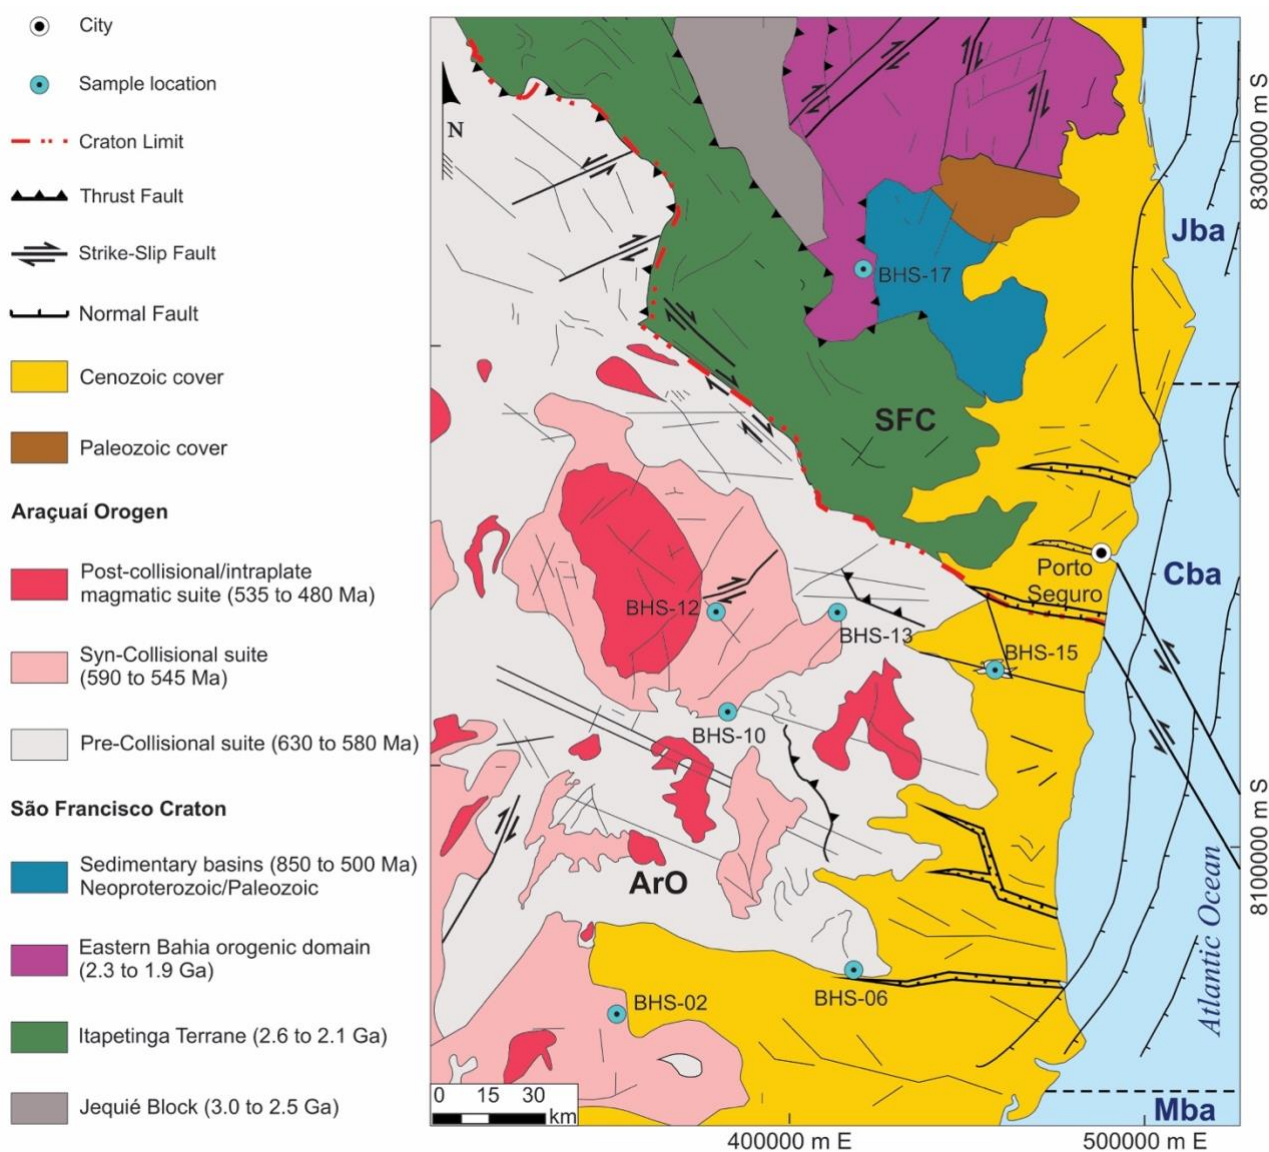 City
Sample location
Craton Limit
Thrust Fault
Strike-Slip Fault
Normal Fault
Cenozoic cover
Paleozoic cover
Araçuaí Orogen
Post-collisional/intraplate
magmatic suite (535 to 480 Ma)
Syn-Collisional suite
(590 to 545 Ma)
Pre-Collisional suite (630 to 580 Ma)
São Francisco Craton
Sedimentary basins (850 to 500 Ma)
Neoproterozoic/Paleozoic
Eastern Bahia orogenic domain
(2.3 to 1.9 Ga)
Itapetinga Terrane (2.6 to 2.1 Ga)
Jequié Block (3.0 to 2.5 Ga)
N
8300000 m S
Jba
BHS-17
SFC
Porto
Seguro
Cba
BHS-12
BHS-13
BHS-15
BHS-10
8100000 m S
ArO
Atlantic Ocean
BHS-02
BHS-06
0 15 30
km
Mba
400000 m E
500000 m E